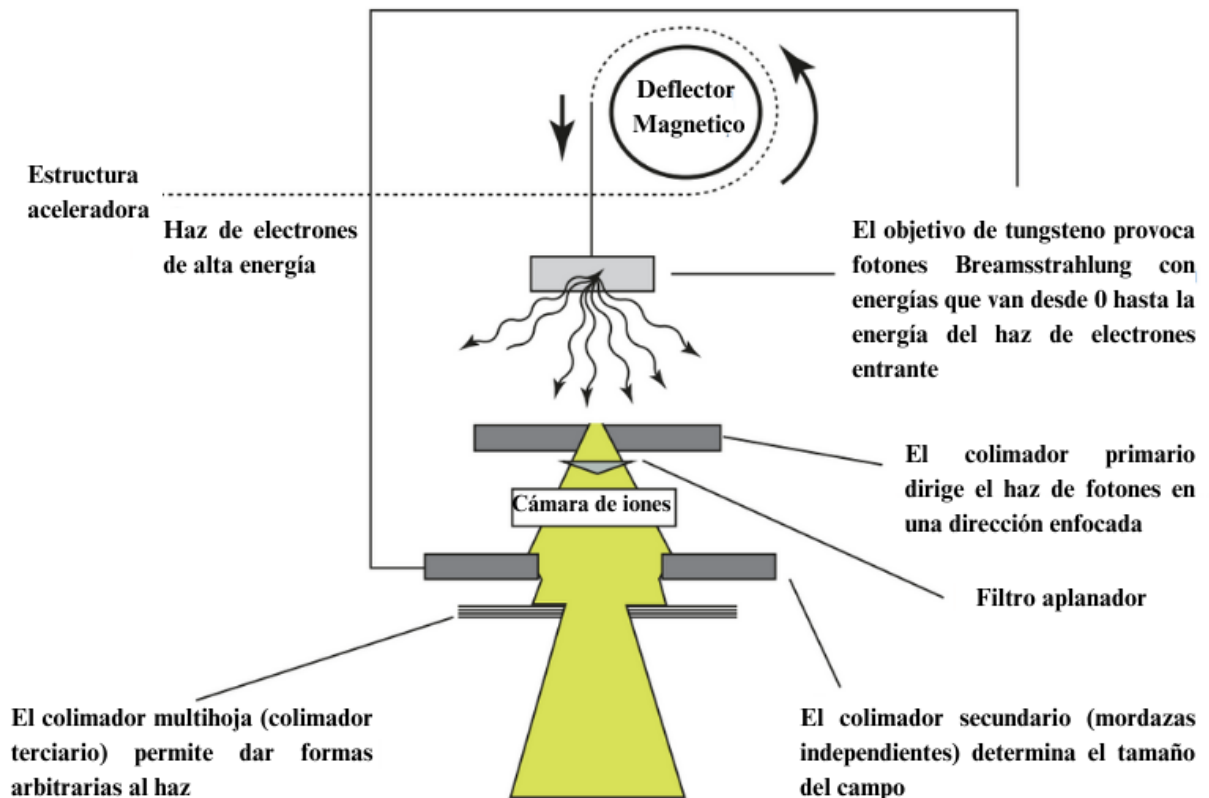 Deflector
Magnetico
Estructura
aceleradora
Haz de electrones
de alta energía
El objetivo de tungsteno provoca
fotones Breamsstrahlung con
energías que van desde 0 hasta la
energía del haz de electrones
entrante
El colimador primario
dirige el haz de fotones en
una dirección enfocada
Cámara de iones
Filtro aplanador
El colimador multihoja (colimador
terciario) permite dar formas
arbitrarias al haz
El colimador secundario (mordazas
independientes) determina el tamaño
del campo